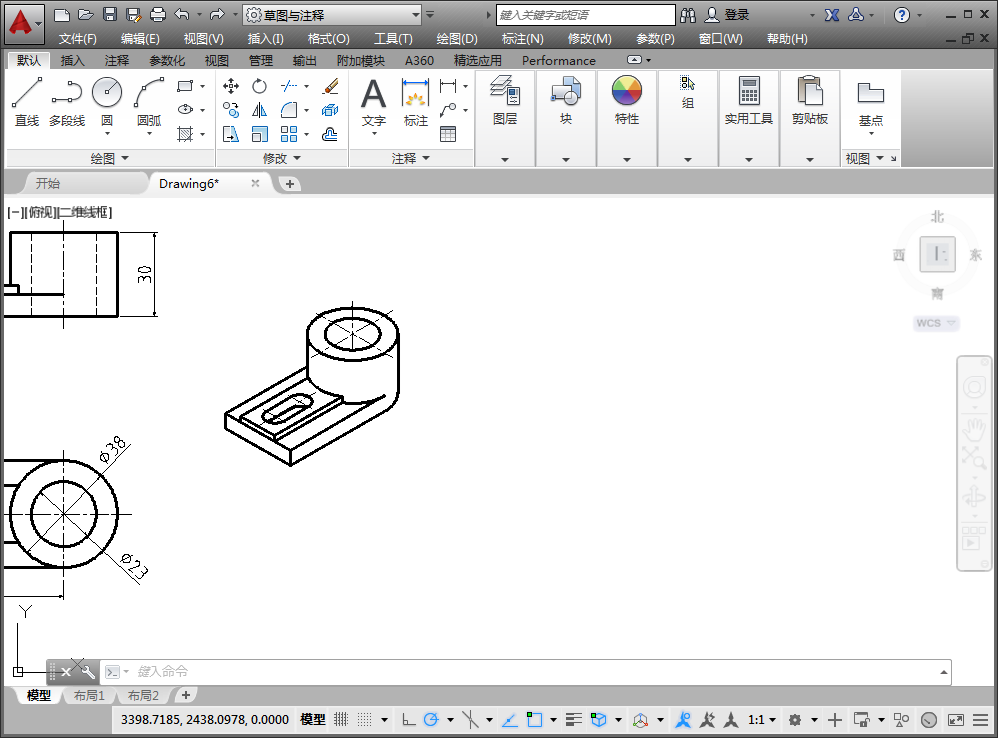 草图与注释
键入关键字或短语
登录
文件(F) 编辑(E) 视图(V) 插入(I) 格式(O) 工具(T) 绘图(D) 标注(N) 修改(M) 参数(P) 窗口(W) 帮助(H)
默认 插入 注释 参数化 视图 管理 输出 附加模块 A360 精选应用 Performance
直线 多段线 圆 圆弧 文字 标注 图层 块 特性 组 实用工具 剪贴板 基点
绘图 修改 注释 视图
开始 Drawing6*
[−][俯视][二维线框]
北
西 上 东
南
WCS
30
Φ38
Φ23
Y
键入命令
模型 布局1 布局2
3398.7185, 2438.0978, 0.0000 模型 1:1